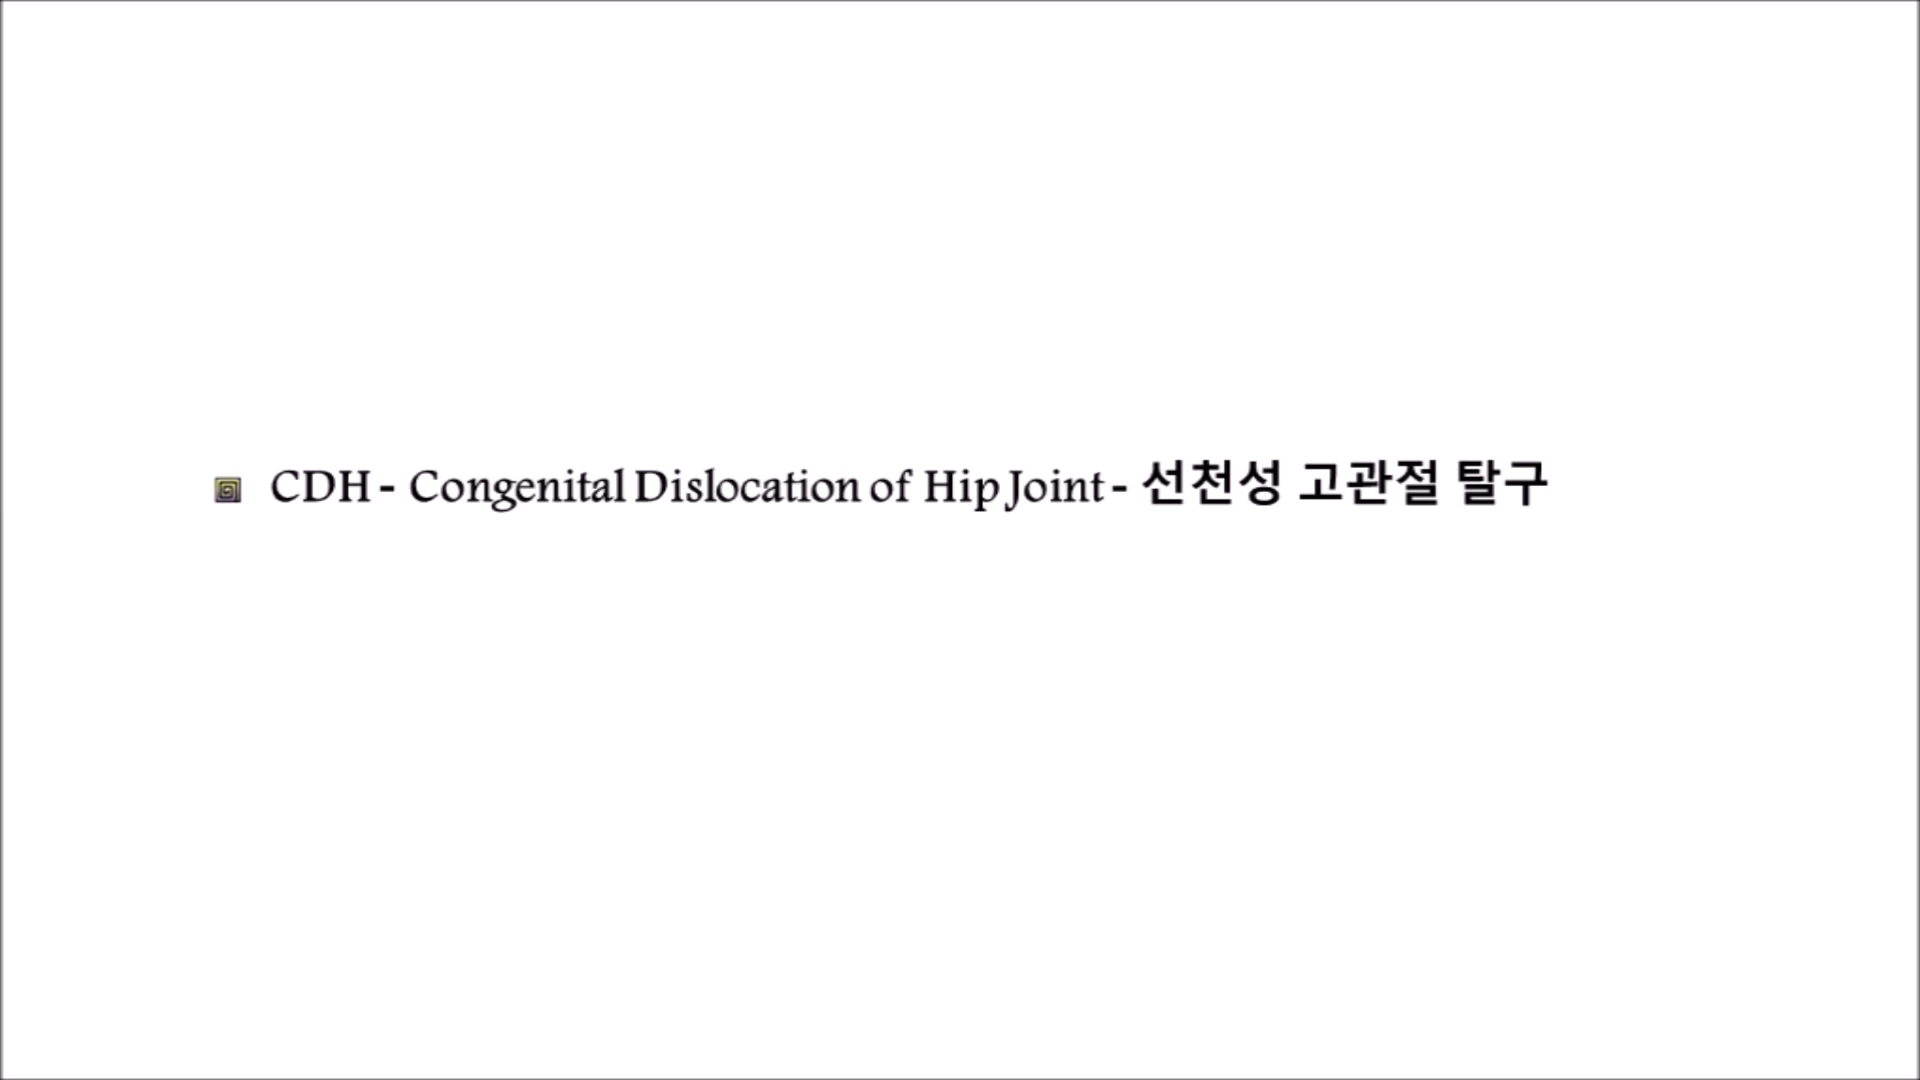 CDH - Congenital Dislocation of Hip Joint - 선천성 고관절 탈구